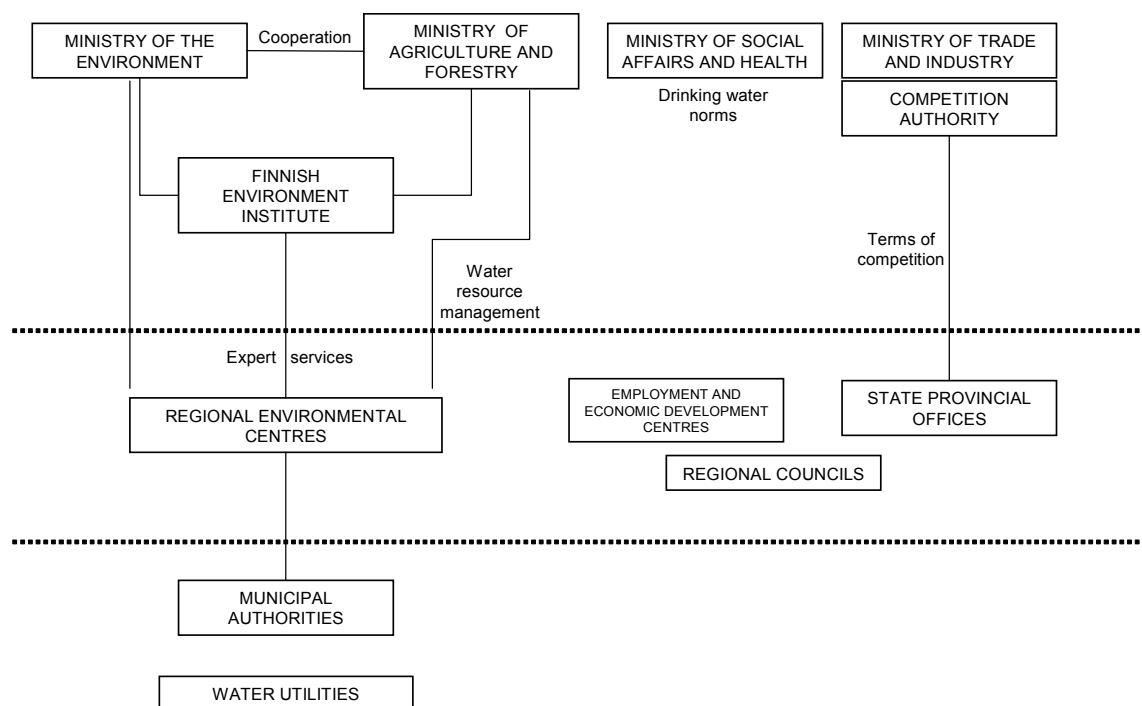 MINISTRY OF THE
ENVIRONMENT
Cooperation
MINISTRY OF
AGRICULTURE AND
FORESTRY
MINISTRY OF SOCIAL
AFFAIRS AND HEALTH
Drinking water
norms
MINISTRY OF TRADE
AND INDUSTRY
COMPETITION
AUTHORITY
FINNISH
ENVIRONMENT
INSTITUTE
Water
resource
management
Terms of
competition
Expert services
REGIONAL ENVIRONMENTAL
CENTRES
EMPLOYMENT AND
ECONOMIC DEVELOPMENT
CENTRES
STATE PROVINCIAL
OFFICES
REGIONAL COUNCILS
MUNICIPAL
AUTHORITIES
WATER UTILITIES